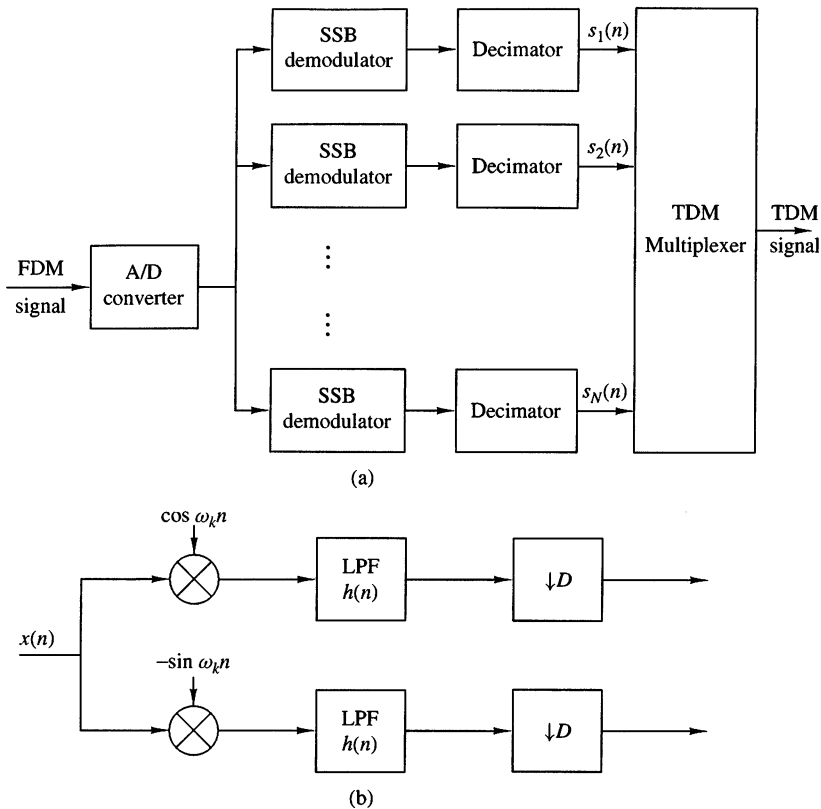 SSB
demodulator
Decimator
s₁(n)
SSB
demodulator
Decimator
s₂(n)
TDM
Multiplexer
TDM
signal
FDM
signal
A/D
converter
SSB
demodulator
Decimator
s_N(n)
(a)
cos ωₖn
LPF
h(n)
↓D
x(n)
−sin ωₖn
LPF
h(n)
↓D
(b)